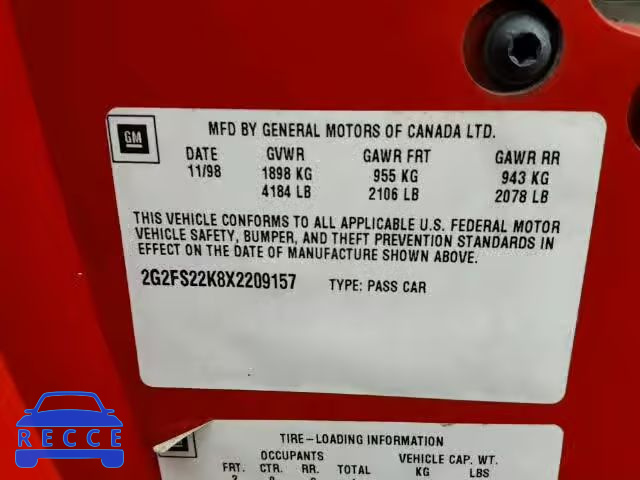 GM
MFD BY GENERAL MOTORS OF CANADA LTD.
DATE GVWR GAWR FRT GAWR RR
11/98 1898 KG 955 KG 943 KG
4184 LB 2106 LB 2078 LB
THIS VEHICLE CONFORMS TO ALL APPLICABLE U.S. FEDERAL MOTOR
VEHICLE SAFETY, BUMPER, AND THEFT PREVENTION STANDARDS IN
EFFECT ON THE DATE OF MANUFACTURE SHOWN ABOVE.
2G2FS22K8X2209157 TYPE: PASS CAR
TIRE-LOADING INFORMATION
OCCUPANTS VEHICLE CAP. WT.
FRT. CTR. RR. TOTAL KG LBS
RECCE